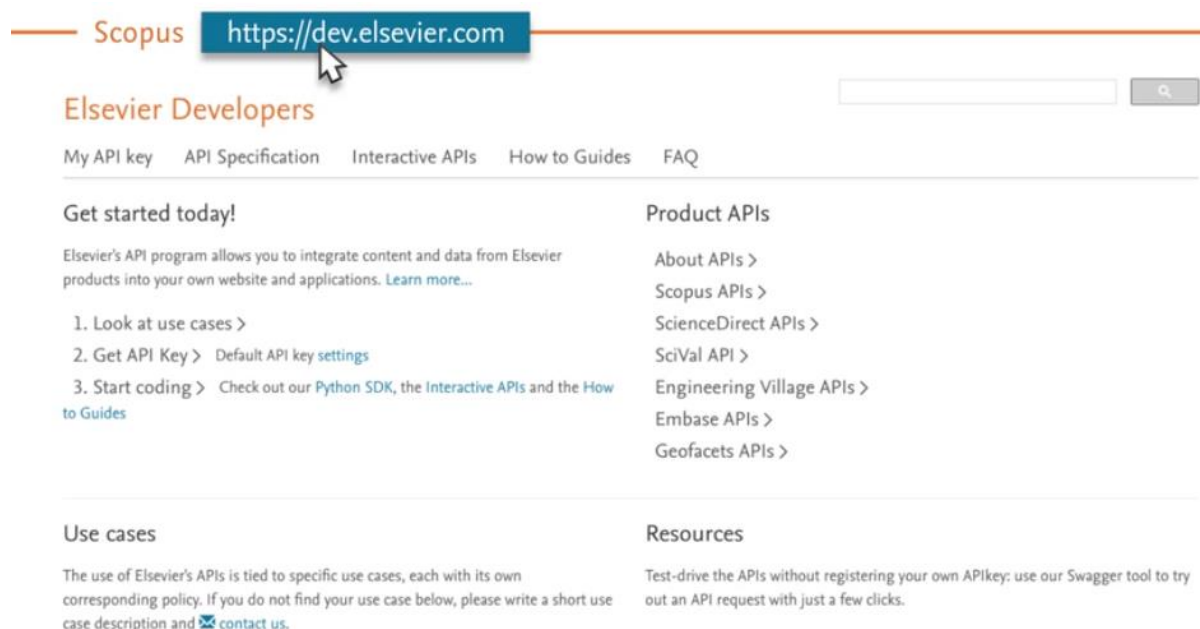 Scopus https://dev.elsevier.com
Elsevier Developers
My API key API Specification Interactive APIs How to Guides FAQ
Get started today!
Elsevier's API program allows you to integrate content and data from Elsevier
products into your own website and applications. Learn more...
1. Look at use cases >
2. Get API Key > Default API key settings
3. Start coding > Check out our Python SDK, the Interactive APIs and the How
to Guides
Product APIs
About APIs >
Scopus APIs >
ScienceDirect APIs >
SciVal API >
Engineering Village APIs >
Embase APIs >
Geofacets APIs >
Use cases
The use of Elsevier's APIs is tied to specific use cases, each with its own
corresponding policy. If you do not find your use case below, please write a short use
case description and contact us.
Resources
Test-drive the APIs without registering your own APIkey: use our Swagger tool to try
out an API request with just a few clicks.